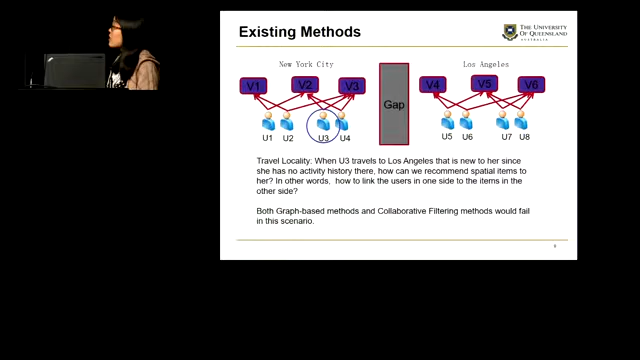 Existing Methods
THE UNIVERSITY
OF QUEENSLAND
AUSTRALIA
New York City
Los Angeles
V1 V2 V3 V4 V5 V6
Gap
U1 U2 U3 U4 U5 U6 U7 U8
Travel Locality: When U3 travels to Los Angeles that is new to her since
she has no activity history there, how can we recommend spatial items to
her? In other words, how to link the users in one side to the items in the
other side?
Both Graph-based methods and Collaborative Filtering methods would fail
in this scenario.